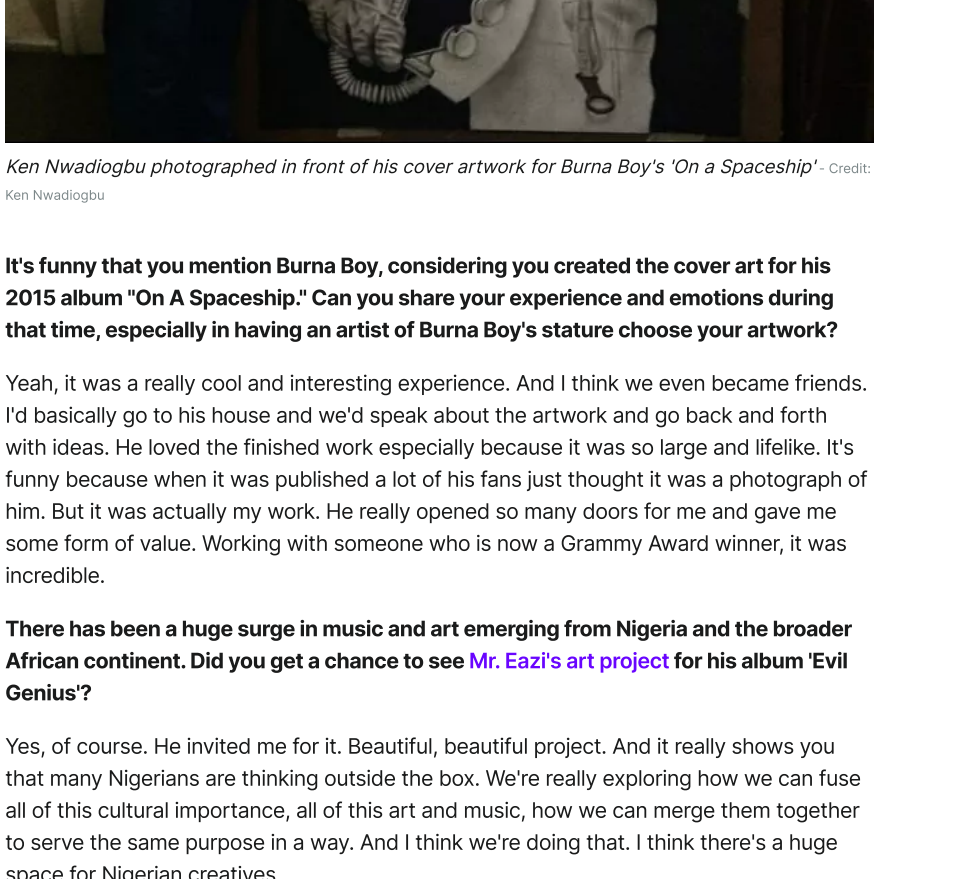 Ken Nwadiogbu photographed in front of his cover artwork for Burna Boy's 'On a Spaceship' - Credit:
Ken Nwadiogbu
It's funny that you mention Burna Boy, considering you created the cover art for his
2015 album "On A Spaceship." Can you share your experience and emotions during
that time, especially in having an artist of Burna Boy's stature choose your artwork?
Yeah, it was a really cool and interesting experience. And I think we even became friends.
I'd basically go to his house and we'd speak about the artwork and go back and forth
with ideas. He loved the finished work especially because it was so large and lifelike. It's
funny because when it was published a lot of his fans just thought it was a photograph of
him. But it was actually my work. He really opened so many doors for me and gave me
some form of value. Working with someone who is now a Grammy Award winner, it was
incredible.
There has been a huge surge in music and art emerging from Nigeria and the broader
African continent. Did you get a chance to see Mr. Eazi's art project for his album 'Evil
Genius'?
Yes, of course. He invited me for it. Beautiful, beautiful project. And it really shows you
that many Nigerians are thinking outside the box. We're really exploring how we can fuse
all of this cultural importance, all of this art and music, how we can merge them together
to serve the same purpose in a way. And I think we're doing that. I think there's a huge
space for Nigerian creatives.